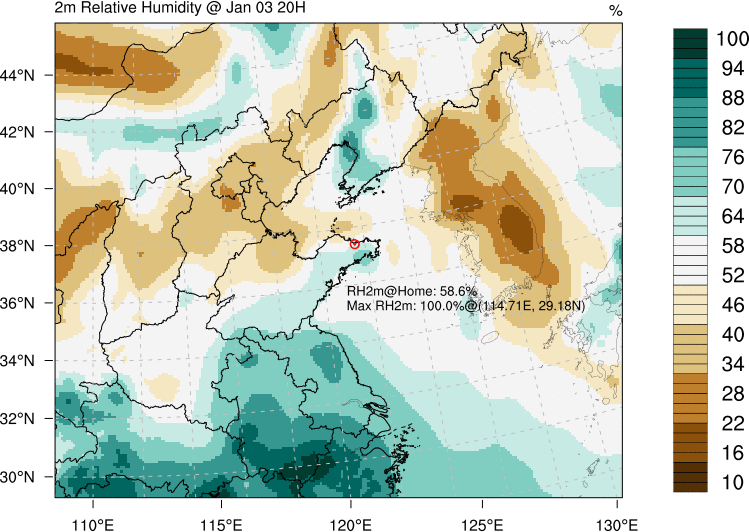 2m Relative Humidity @ Jan 03 20H
%
44°N
42°N
40°N
38°N
36°N
34°N
32°N
30°N
RH2m@Home: 58.6%
Max RH2m: 100.0%@(114.71E, 29.18N)
110°E
115°E
120°E
125°E
130°E
100
94
88
82
76
70
64
58
52
46
40
34
28
22
16
10